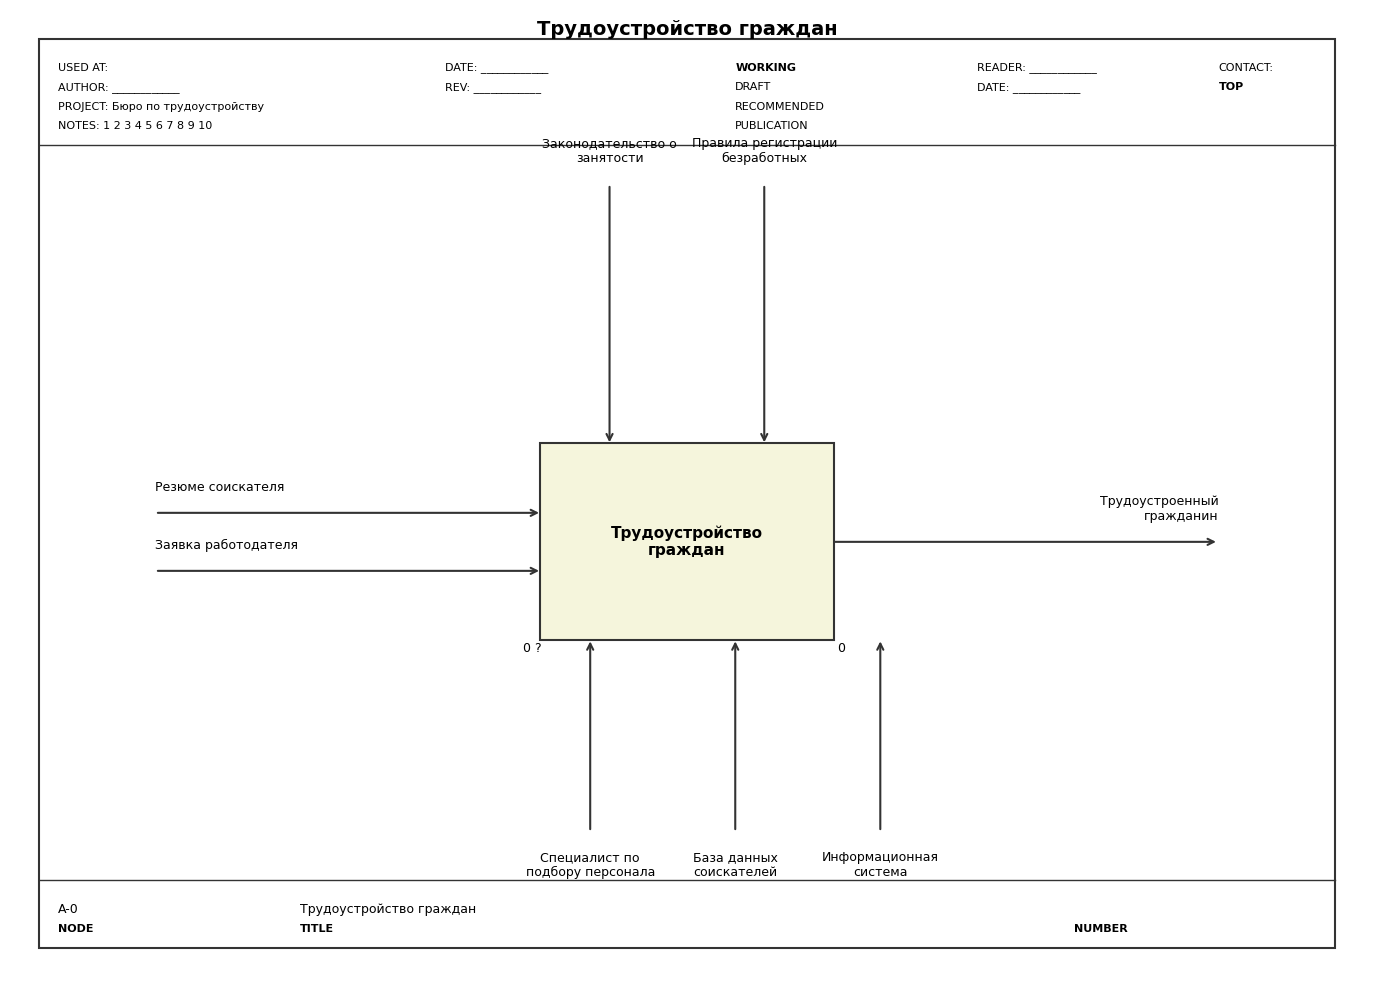 Трудоустройство граждан
USED AT:
AUTHOR: ____________
PROJECT: Бюро по трудоустройству
NOTES: 1 2 3 4 5 6 7 8 9 10
DATE: ____________
REV: ____________
WORKING
DRAFT
RECOMMENDED
PUBLICATION
READER: ____________
DATE: ____________
CONTACT:
TOP
Законодательство о
занятости
Правила регистрации
безработных
Резюме соискателя
Заявка работодателя
Трудоустройство
граждан
Трудоустроенный
гражданин
0 ?
0
Специалист по
подбору персонала
База данных
соискателей
Информационная
система
A-0
NODE
Трудоустройство граждан
TITLE
NUMBER